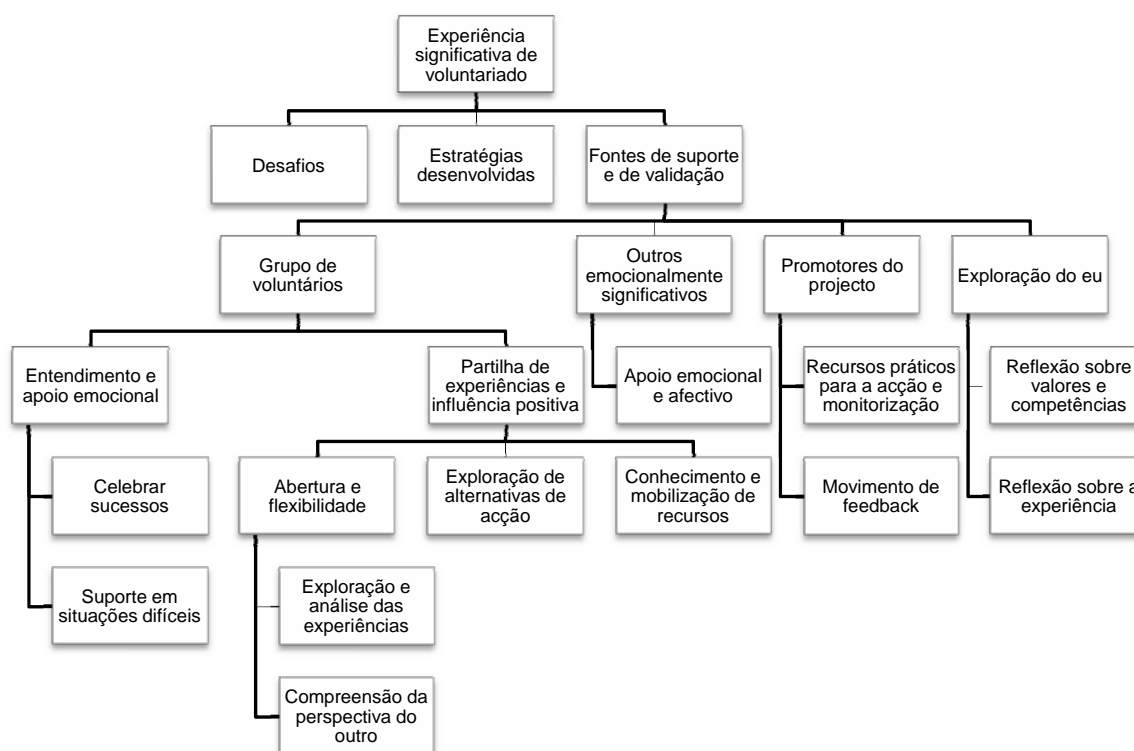 Experiência
significativa de
voluntariado
Desafios
Estratégias
desenvolvidas
Fontes de suporte
e de validação
Grupo de
voluntários
Outros
emocionalmente
significativos
Promotores do
projecto
Exploração do eu
Entendimento e
apoio emocional
Partilha de
experiências e
influência positiva
Apoio emocional
e afectivo
Recursos práticos
para a acção e
monitorização
Reflexão sobre
valores e
competências
Celebrar
sucessos
Abertura e
flexibilidade
Exploração de
alternativas de
acção
Conhecimento e
mobilização de
recursos
Movimento de
feedback
Reflexão sobre a
experiência
Suporte em
situações difíceis
Exploração e
análise das
experiências
Compreensão da
perspectiva do
outro